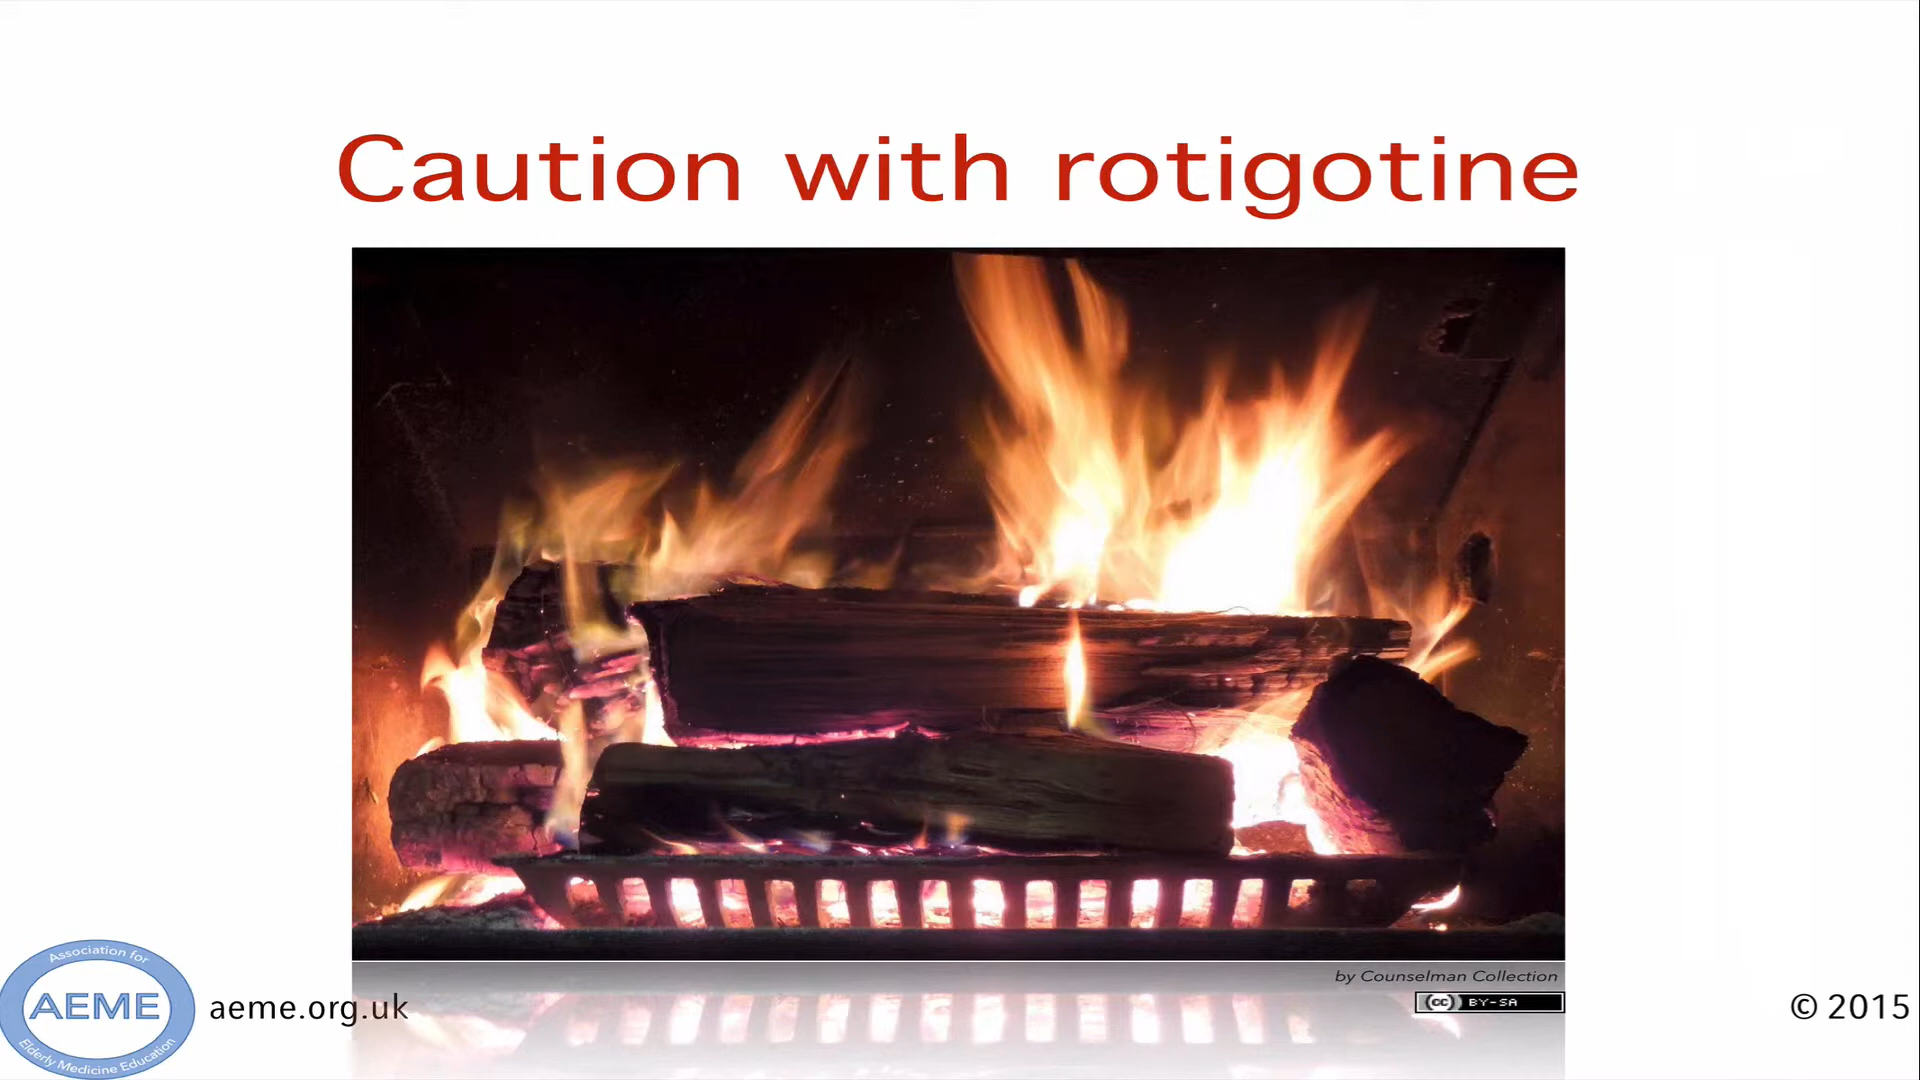 Caution with rotigotine
by Counselman Collection
cc BY-SA
Association for
AEME
Elderly Medicine Education
aeme.org.uk
© 2015